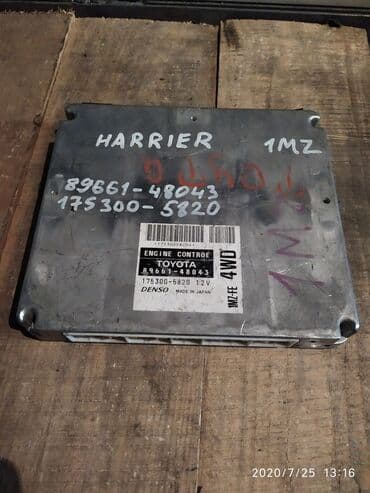 HARRIER 1MZ
89661-48043
175300-5820
ENGINE CONTROL
TOYOTA
89661-48043
175300-5820 12V
DENSO MADE IN JAPAN
1MZ-FE 4WD
1MZ
2020/7/25 13:16